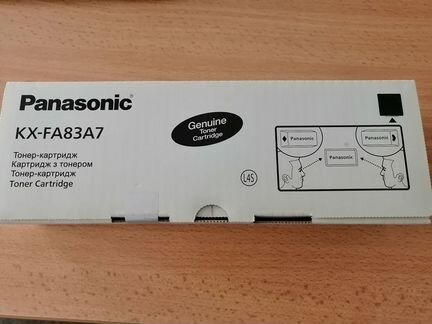 Panasonic
KX-FA83A7
Тонер-картридж
Картридж з тонером
Тонер-картридж
Toner Cartridge
Genuine
Toner
Cartridge
L4S
Panasonic
Panasonic
Panasonic